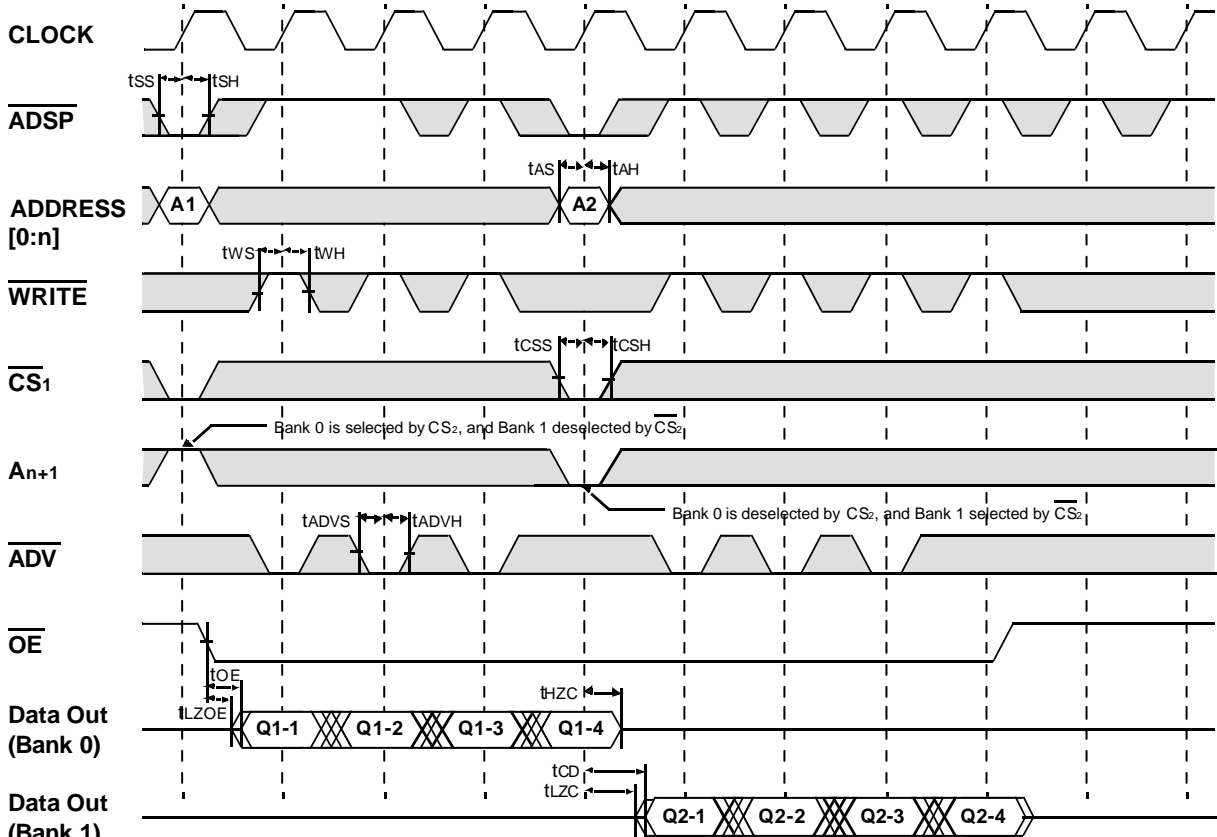 CLOCK
tSS tSH
ADSP
tAS tAH
ADDRESS A1 A2
[0:n]
tWS tWH
WRITE
tCSS tCSH
CS1
Bank 0 is selected by CS2, and Bank 1 deselected by CS2
An+1
Bank 0 is deselected by CS2, and Bank 1 selected by CS2
tADVS tADVH
ADV
OE
tOE
tHZC
tLZOE
Data Out
(Bank 0)
Q1-1 Q1-2 Q1-3 Q1-4
tCD
tLZC
Data Out
(Bank 1)
Q2-1 Q2-2 Q2-3 Q2-4